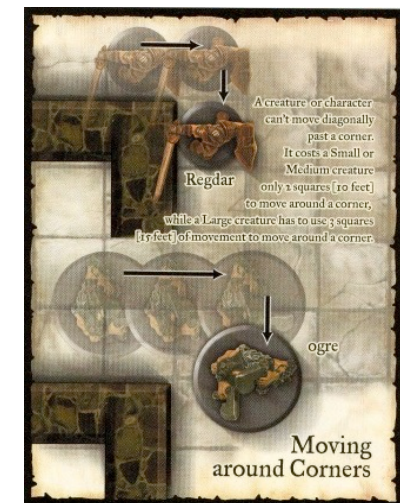 A creature or character
can't move diagonally
past a corner.
It costs a Small or
Medium creature
only 2 squares [10 feet]
to move around a corner,
while a Large creature has to use 3 squares
[15 feet] of movement to move around a corner.
Regdar
ogre
Moving
around Corners